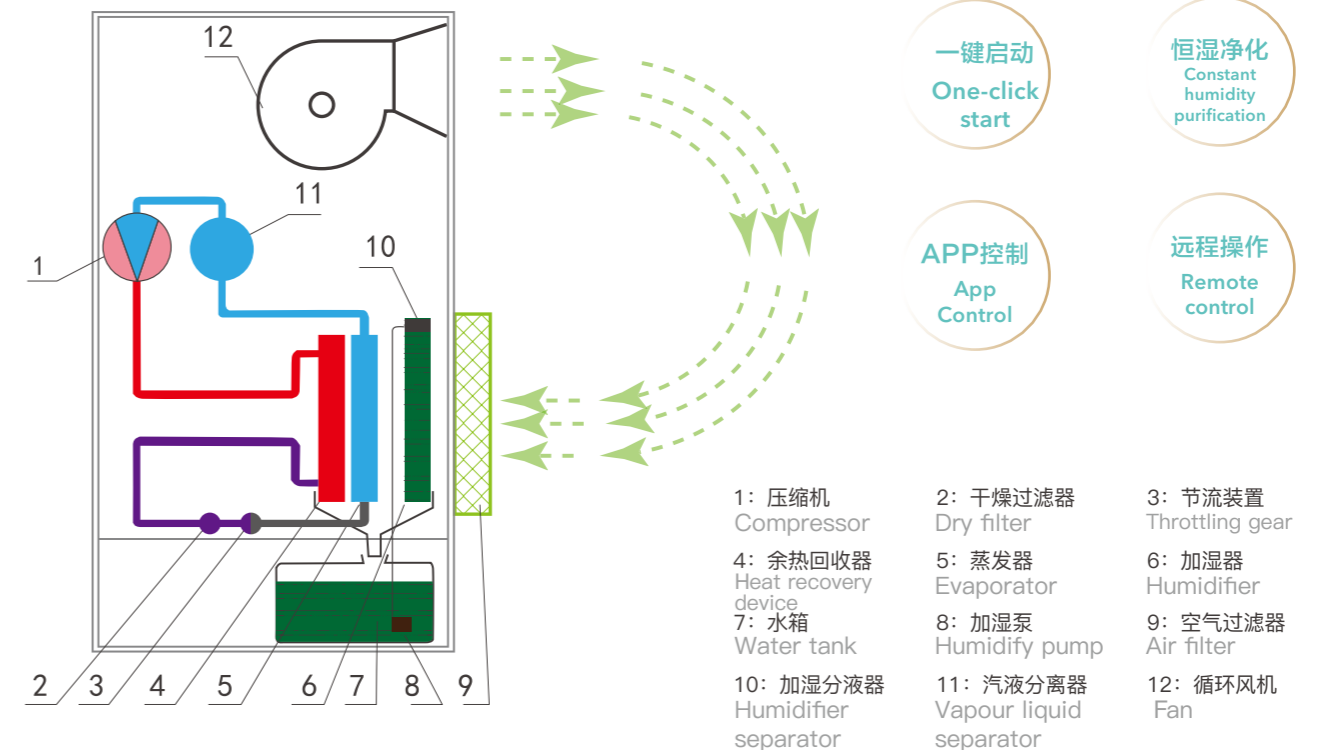 12
11
10
1
2
3
4
5
6
7
8
9
一键启动
One-click
start
恒湿净化
Constant
humidity
purification
APP控制
App
Control
远程操作
Remote
control
1：压缩机
Compressor
2：干燥过滤器
Dry filter
3：节流装置
Throttling gear
4：余热回收器
Heat recovery
device
5：蒸发器
Evaporator
6：加湿器
Humidifier
7：水箱
Water tank
8：加湿泵
Humidify pump
9：空气过滤器
Air filter
10：加湿分液器
Humidifier
separator
11：汽液分离器
Vapour liquid
separator
12：循环风机
Fan